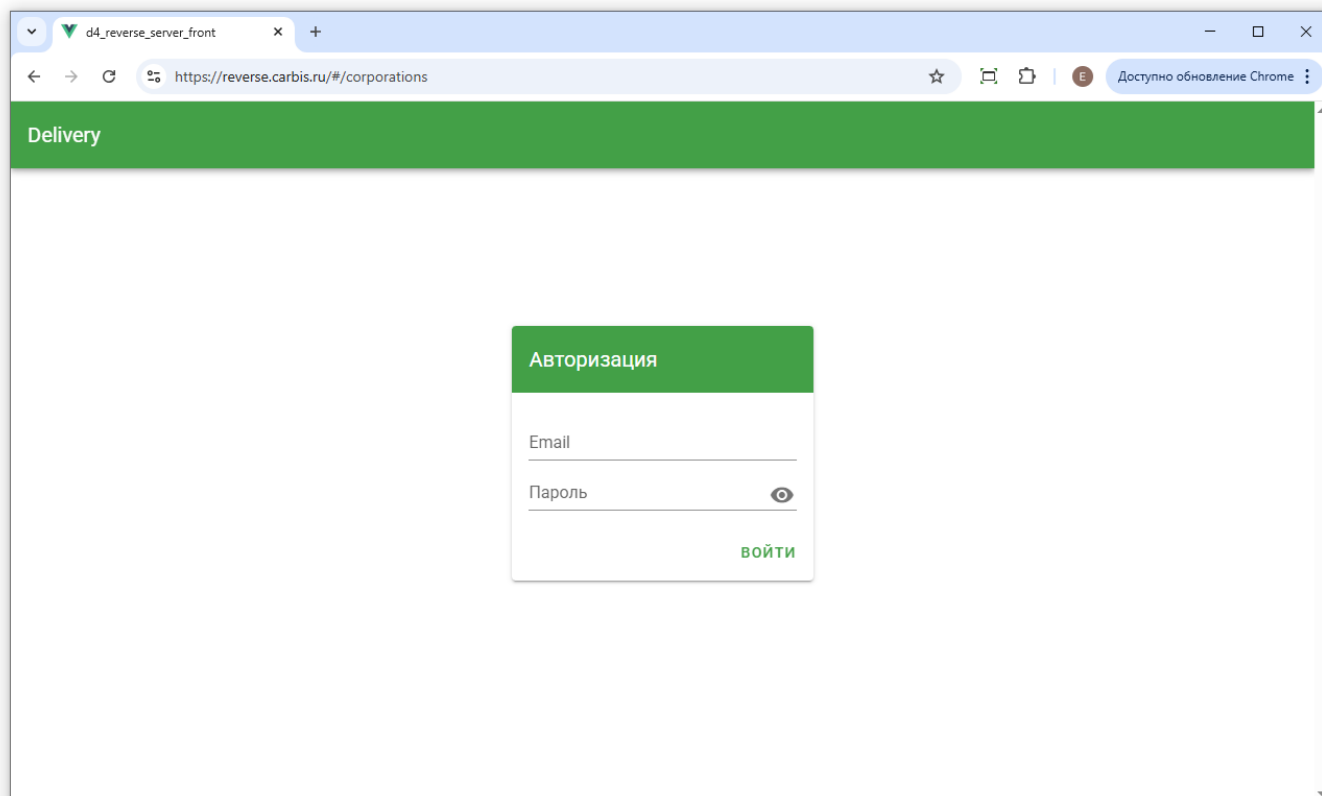 d4_reverse_server_front
https://reverse.carbis.ru/#/corporations
E
Доступно обновление Chrome
Delivery
Авторизация
Email
Пароль
ВОЙТИ